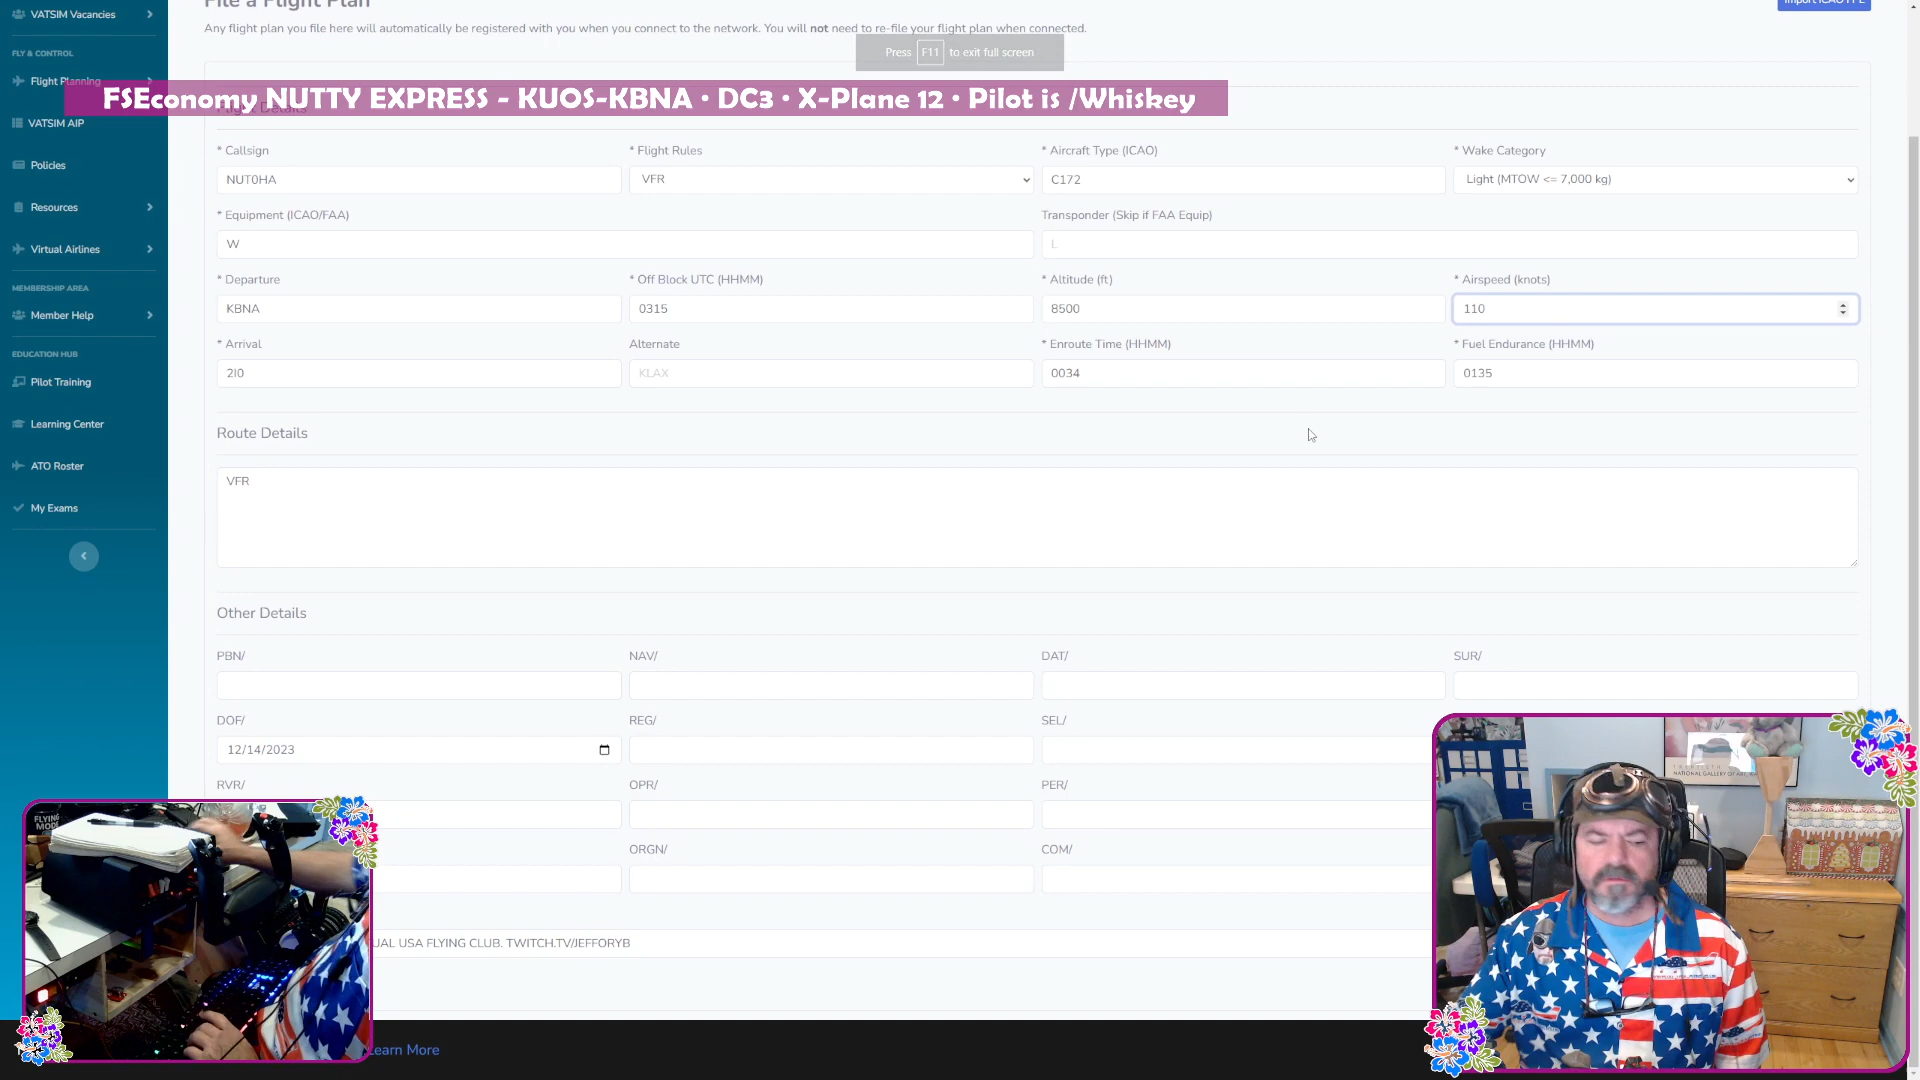 VATSIM Vacancies
File a Flight Plan
Import ICAO FPL
Any flight plan you file here will automatically be registered with you when you connect to the network. You will not need to re-file your flight plan when connected.
Press F11 to exit full screen
FLY & CONTROL
Flight Planning
FSEconomy NUTTY EXPRESS - KUOS-KBNA • DC3 • X-Plane 12 • Pilot is /Whiskey
Flight Details
VATSIM AIP
Policies
Resources
Virtual Airlines
MEMBERSHIP AREA
Member Help
EDUCATION HUB
Pilot Training
Learning Center
ATO Roster
My Exams
* Callsign
* Flight Rules
* Aircraft Type (ICAO)
* Wake Category
NUT0HA
VFR
C172
Light (MTOW <= 7,000 kg)
* Equipment (ICAO/FAA)
Transponder (Skip if FAA Equip)
W
L
* Departure
* Off Block UTC (HHMM)
* Altitude (ft)
* Airspeed (knots)
KBNA
0315
8500
110
* Arrival
Alternate
* Enroute Time (HHMM)
* Fuel Endurance (HHMM)
2I0
KLAX
0034
0135
Route Details
VFR
Other Details
PBN/
NAV/
DAT/
SUR/
DOF/
REG/
SEL/
12/14/2023
RVR/
OPR/
PER/
ORGN/
COM/
UAL USA FLYING CLUB. TWITCH.TV/JEFFORYB
Learn More
FLYING
MODE
NATIONAL GALLERY OF ART